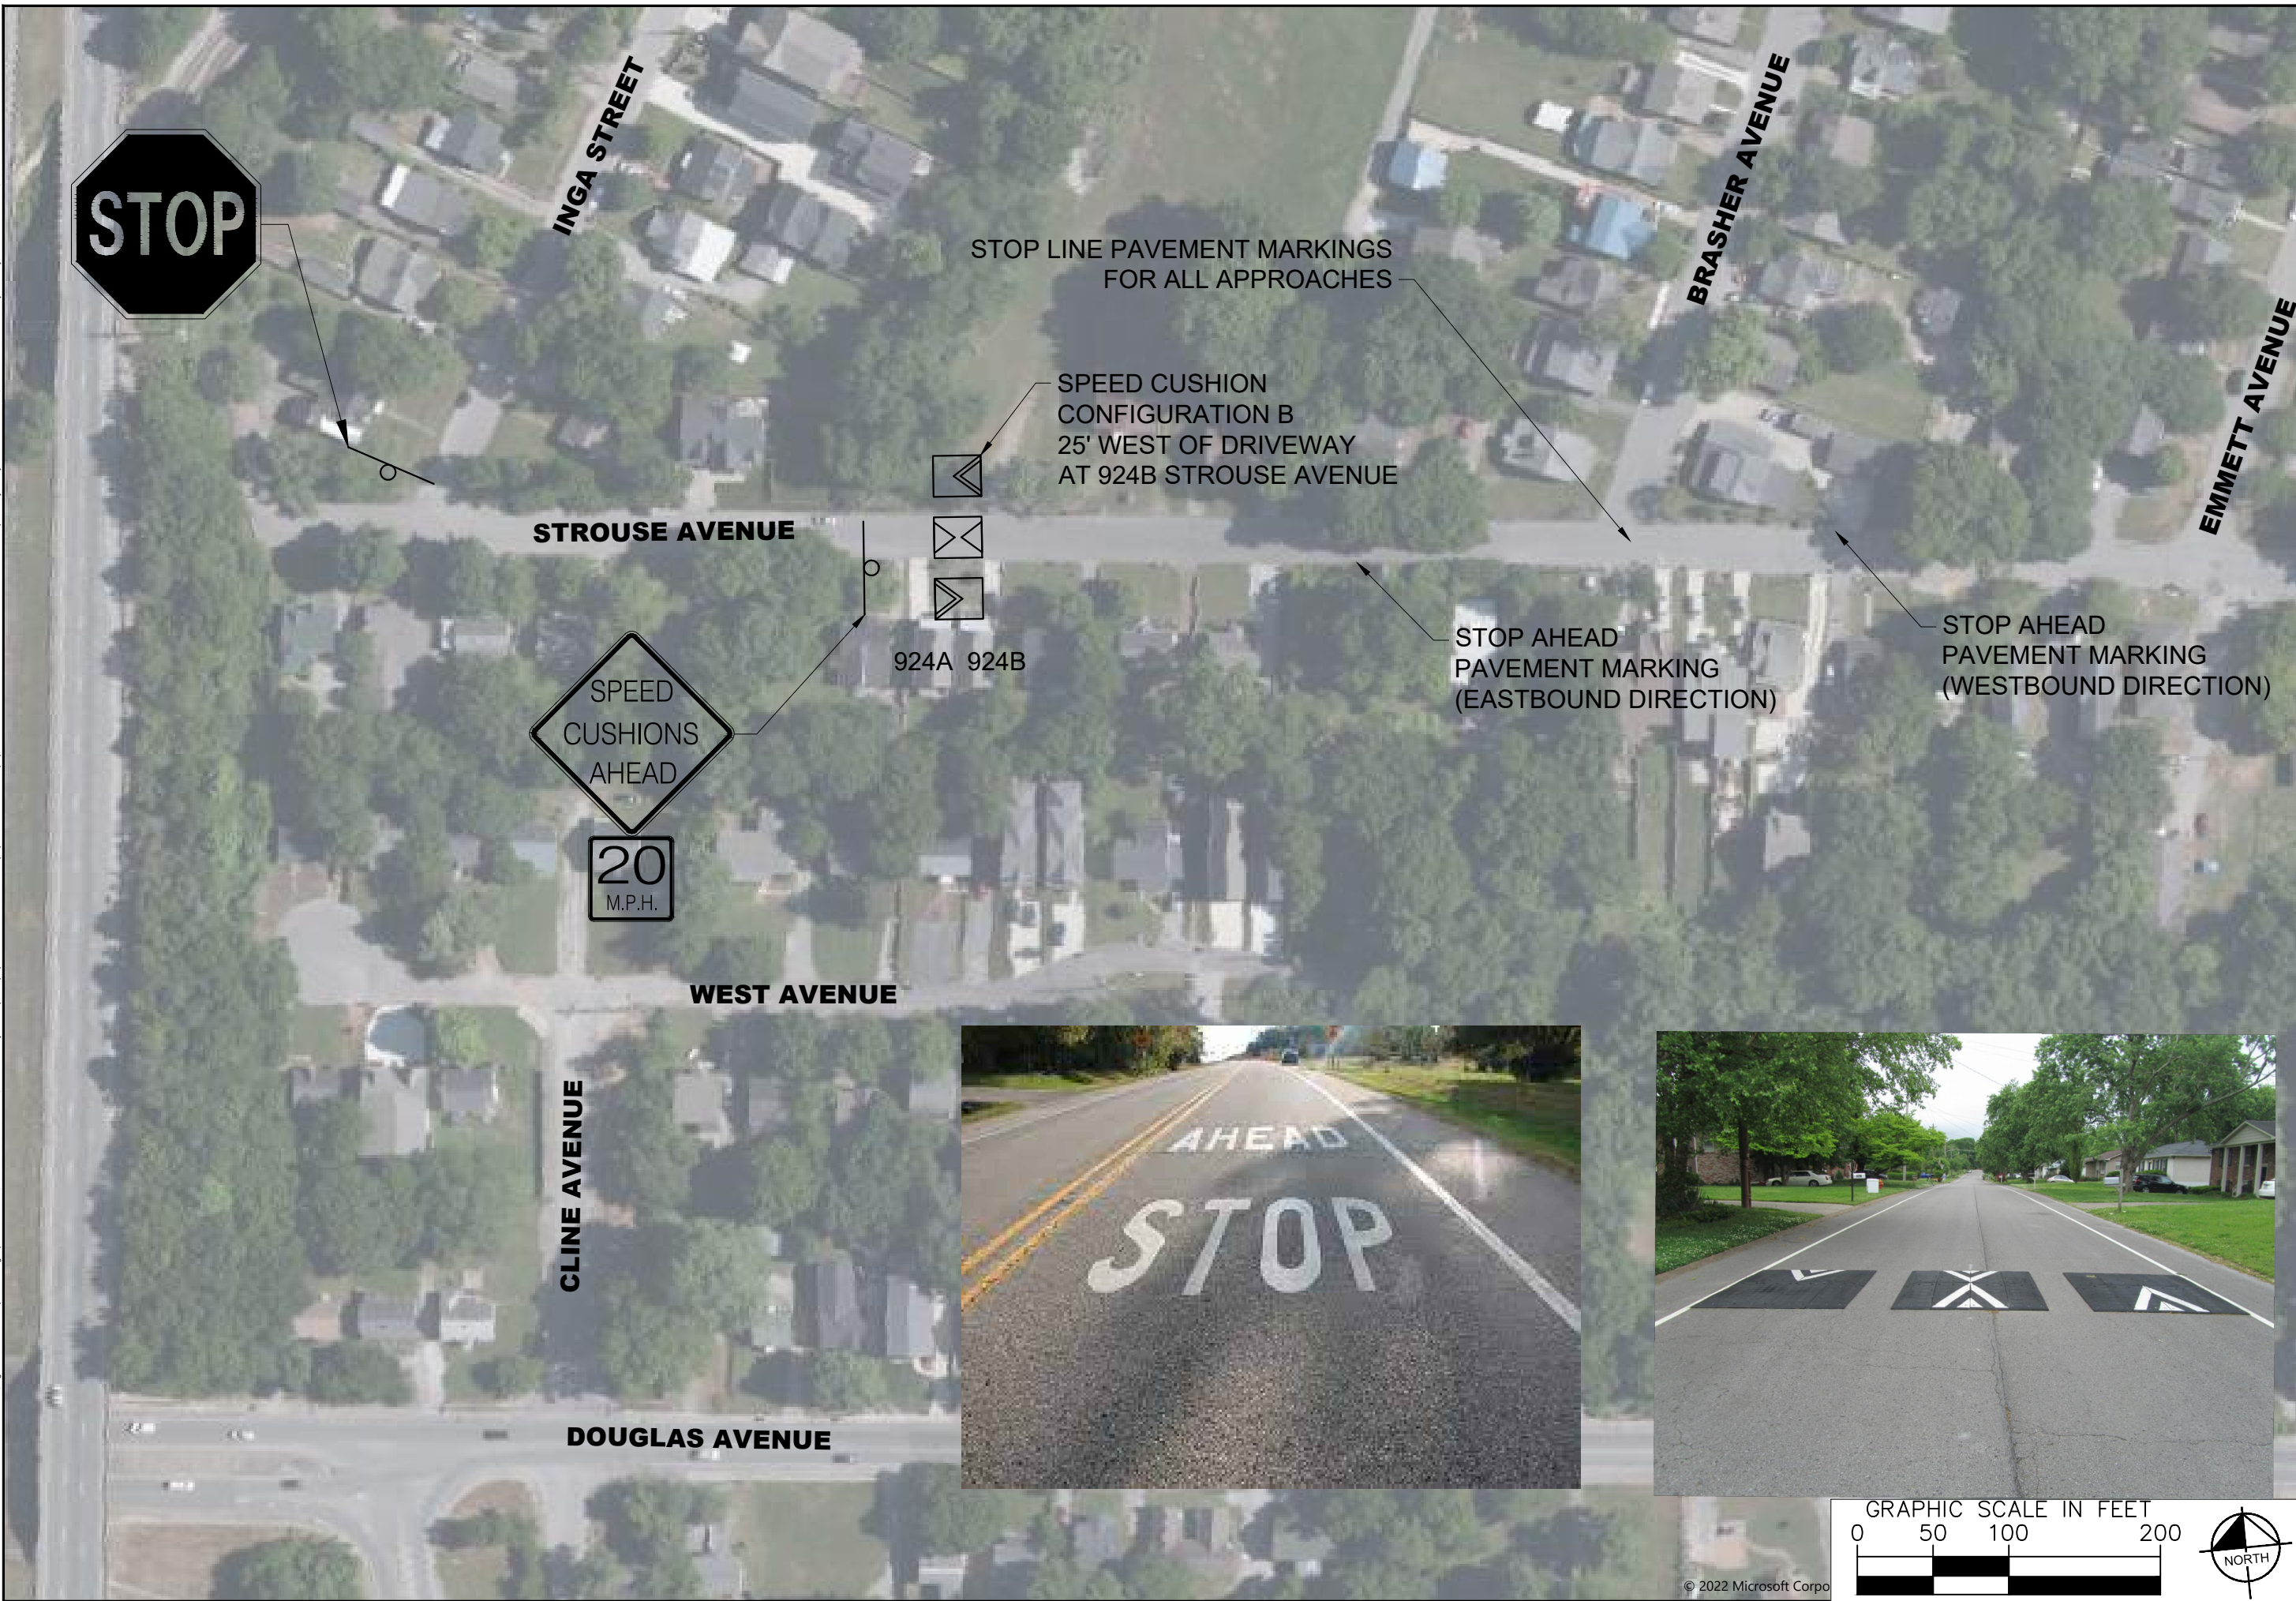 INGA STREET
BRASHER AVENUE
STOP
STOP LINE PAVEMENT MARKINGS
FOR ALL APPROACHES
EMMETT AVENUE
SPEED CUSHION
CONFIGURATION B
25' WEST OF DRIVEWAY
AT 924B STROUSE AVENUE
STROUSE AVENUE
STOP AHEAD
PAVEMENT MARKING
(EASTBOUND DIRECTION)
STOP AHEAD
PAVEMENT MARKING
(WESTBOUND DIRECTION)
924A 924B
SPEED
CUSHIONS
AHEAD
20
M.P.H.
WEST AVENUE
CLINE AVENUE
AHEAD
STOP
DOUGLAS AVENUE
GRAPHIC SCALE IN FEET
0 50 100 200
NORTH
© 2022 Microsoft Corpo